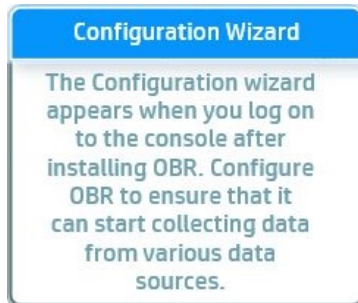 Configuration Wizard
The Configuration wizard
appears when you log on
to the console after
installing OBR. Configure
OBR to ensure that it
can start collecting data
from various data
sources.